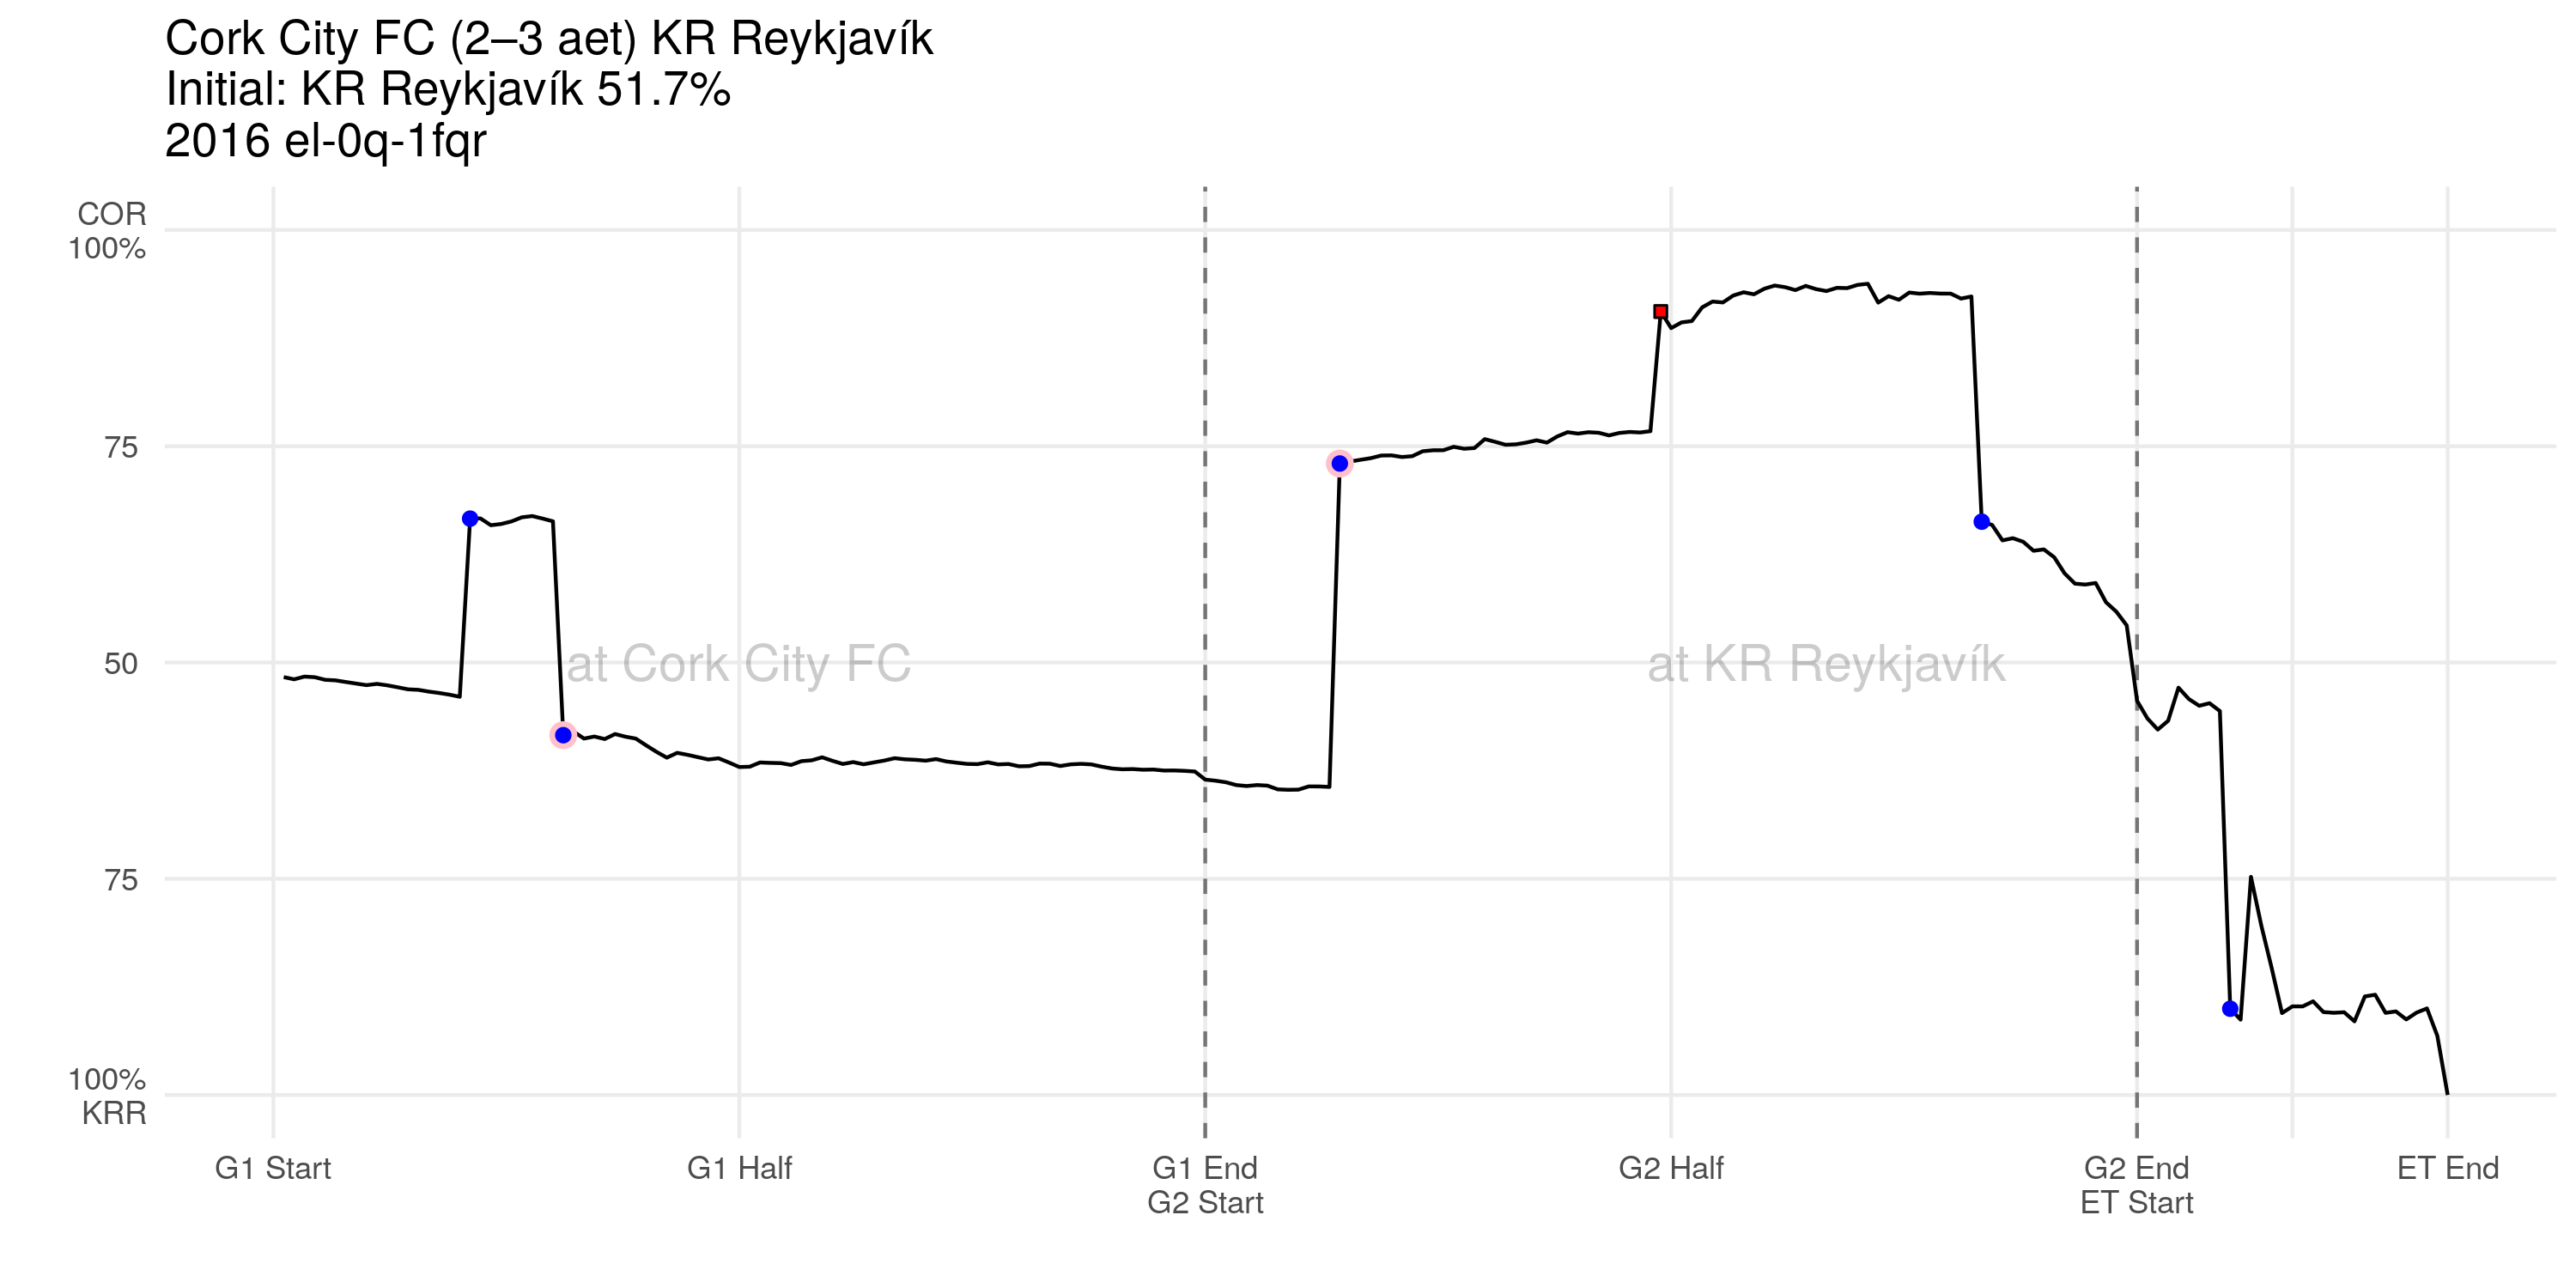 Cork City FC (2–3 aet) KR Reykjavík
Initial: KR Reykjavík 51.7%
2016 el-0q-1fqr
COR
100%
75
50
75
100%
KRR
at Cork City FC
at KR Reykjavík
G1 Start
G1 Half
G1 End
G2 Start
G2 Half
G2 End
ET Start
ET End